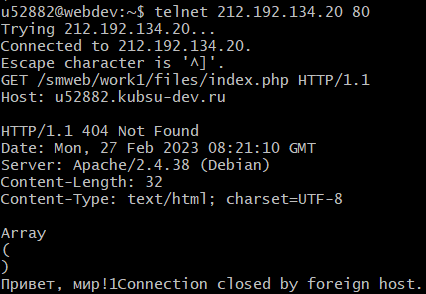 u52882@webdev:~$ telnet 212.192.134.20 80
Trying 212.192.134.20...
Connected to 212.192.134.20.
Escape character is '^]'.
GET /smweb/work1/files/index.php HTTP/1.1
Host: u52882.kubsu-dev.ru

HTTP/1.1 404 Not Found
Date: Mon, 27 Feb 2023 08:21:10 GMT
Server: Apache/2.4.38 (Debian)
Content-Length: 32
Content-Type: text/html; charset=UTF-8

Array
(
)
Привет, мир!1Connection closed by foreign host.